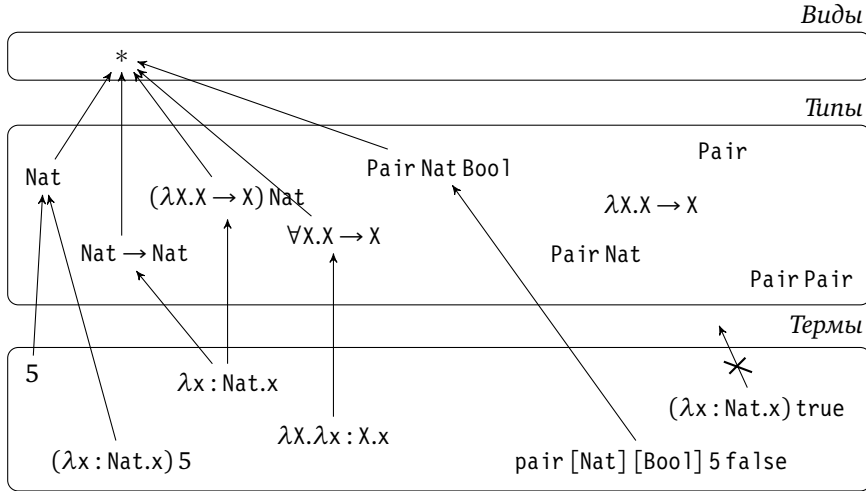 Виды
∗
Типы
Pair
Nat
Pair Nat Bool
(λX.X → X) Nat
λX.X → X
∀X.X → X
Nat → Nat
Pair Nat
Pair Pair
Термы
5
λx : Nat.x
(λx : Nat.x) true
λX.λx : X.x
(λx : Nat.x) 5
pair [Nat] [Bool] 5 false